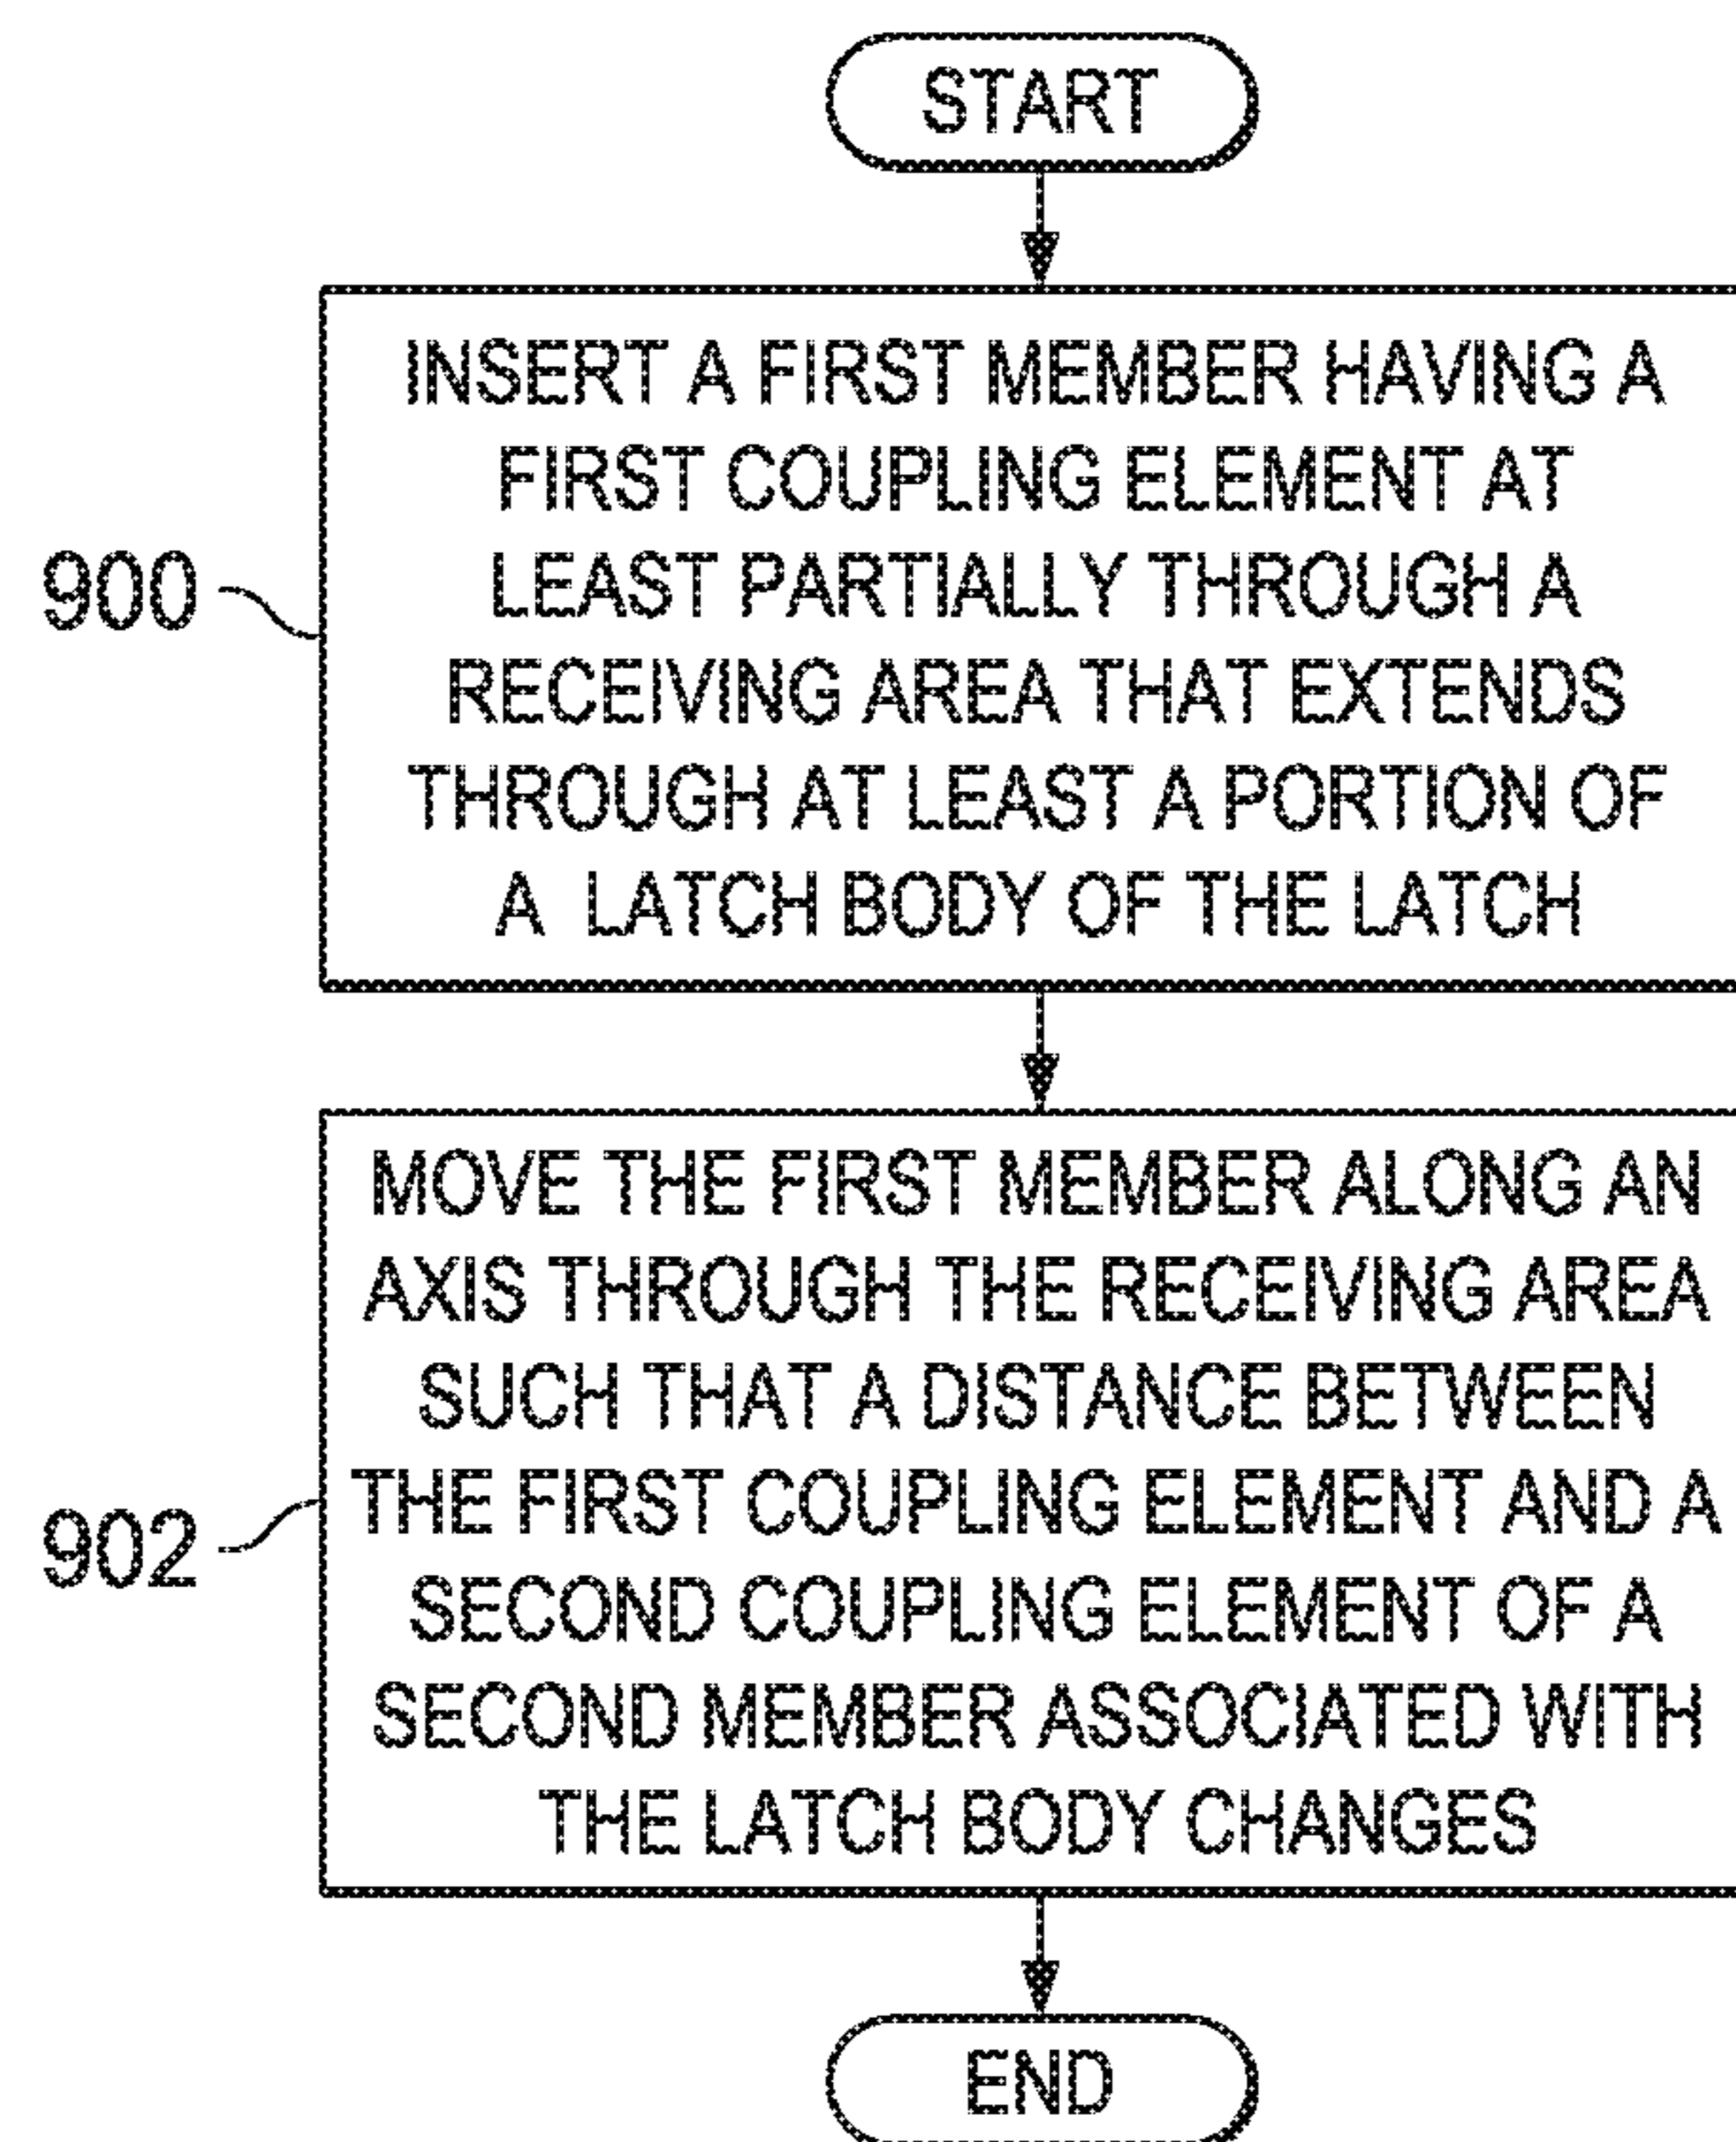 START
INSERT A FIRST MEMBER HAVING A
FIRST COUPLING ELEMENT AT
LEAST PARTIALLY THROUGH A
900
RECEIVING AREA THAT EXTENDS
THROUGH AT LEAST A PORTION OF
A LATCH BODY OF THE LATCH
MOVE THE FIRST MEMBER ALONG AN
AXIS THROUGH THE RECEIVING AREA
SUCH THAT A DISTANCE BETWEEN
THE FIRST COUPLING ELEMENT AND A
902
SECOND COUPLING ELEMENT OF A
SECOND MEMBER ASSOCIATED WITH
THE LATCH BODY CHANGES
END